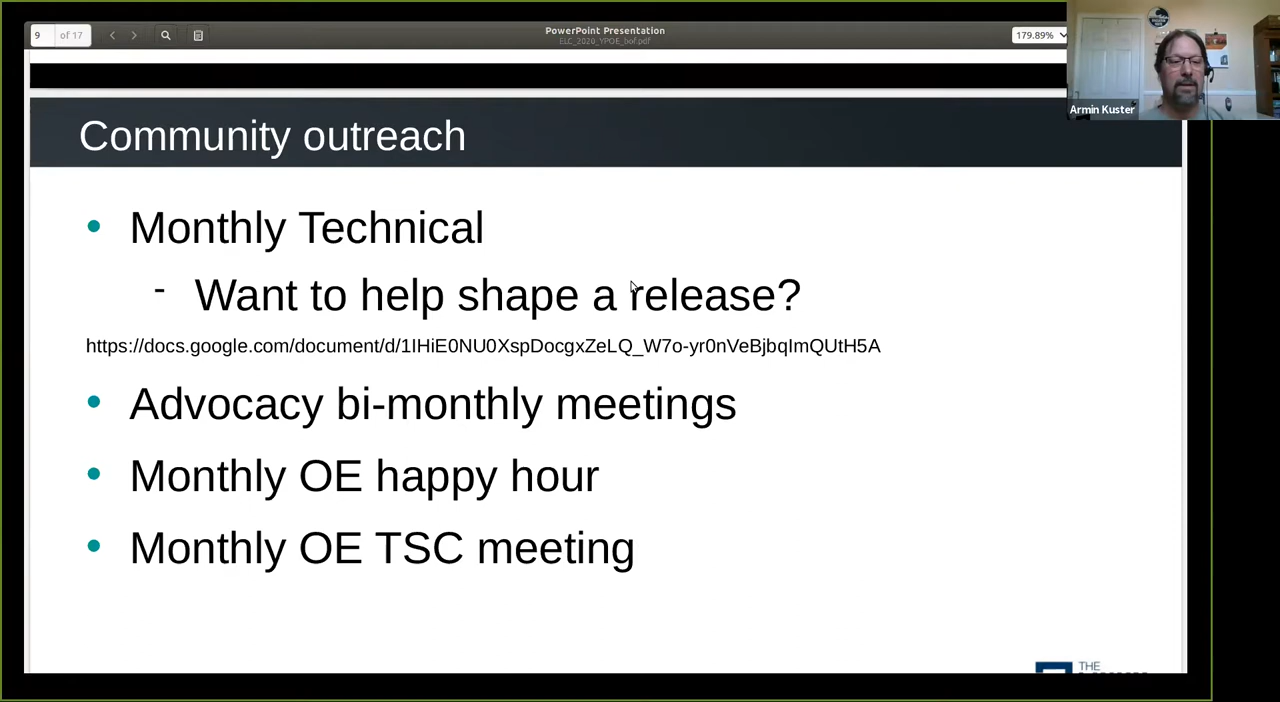 9 of 17
PowerPoint Presentation
ELC_2020_YPOE_bof.pdf
179.89%
Armin Kuster
Community outreach
• Monthly Technical
- Want to help shape a release?
https://docs.google.com/document/d/1IHiE0NU0XspDocgxZeLQ_W7o-yr0nVeBjbqImQUtH5A
• Advocacy bi-monthly meetings
• Monthly OE happy hour
• Monthly OE TSC meeting
THE